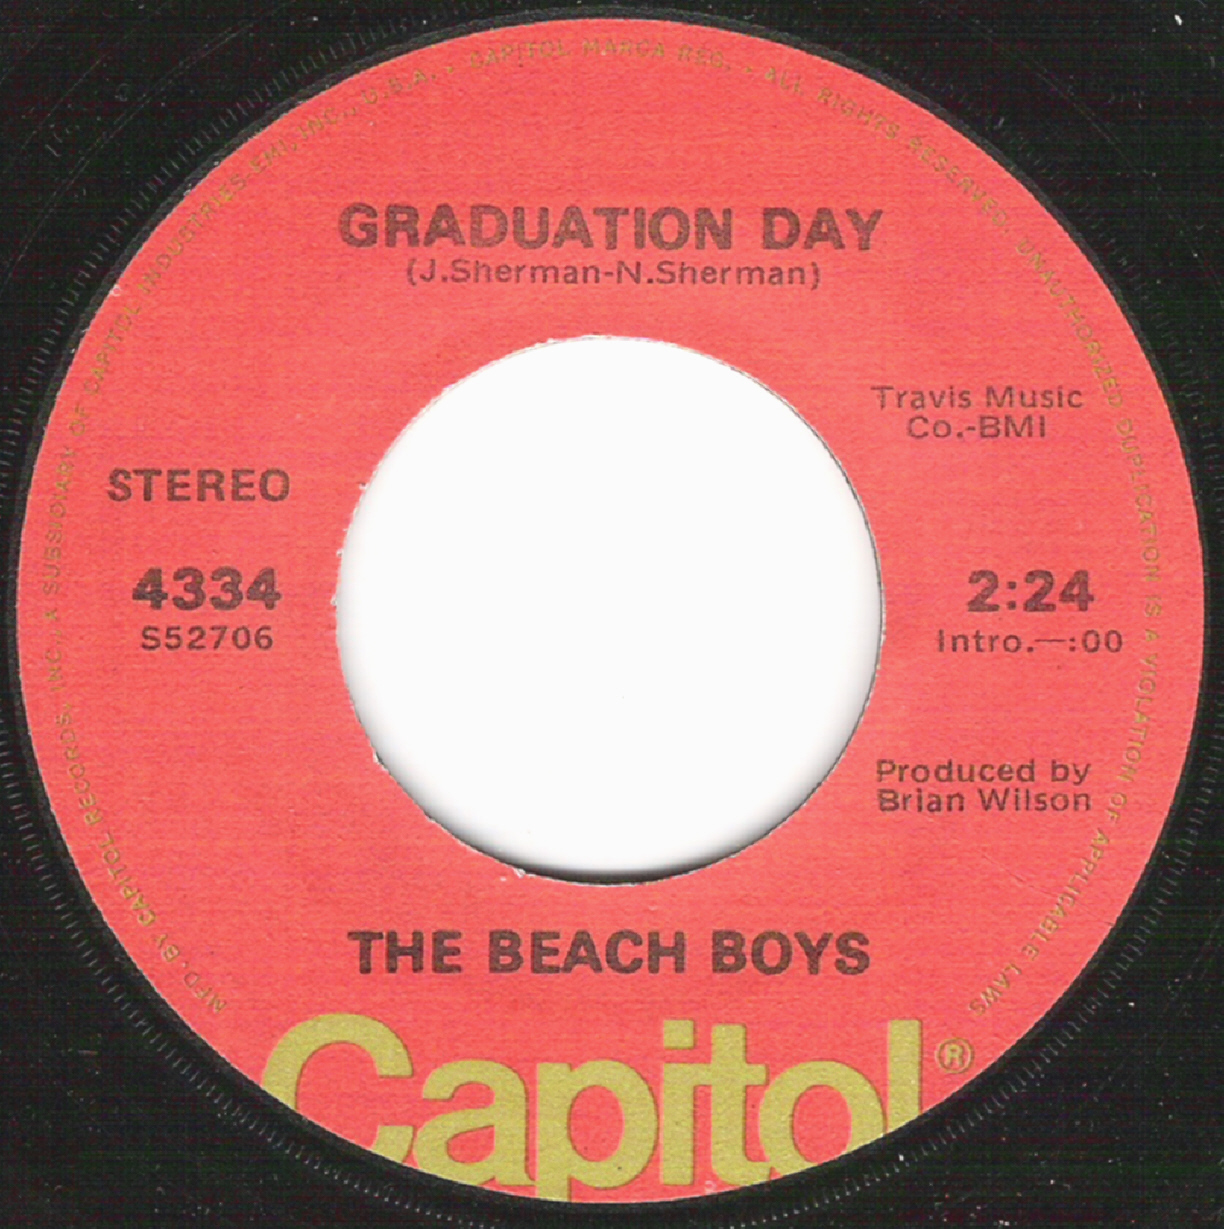 GRADUATION DAY
(J.Sherman-N.Sherman)
Travis Music
Co.-BMI
STEREO
4334
S52706
2:24
Intro.—:00
Produced by
Brian Wilson
THE BEACH BOYS
Capitol®
MFD. BY CAPITOL RECORDS, INC., A SUBSIDIARY OF CAPITOL INDUSTRIES-EMI, INC., U.S.A. • CAPITOL MARCA REG. • ALL RIGHTS RESERVED. UNAUTHORIZED DUPLICATION IS A VIOLATION OF APPLICABLE LAWS